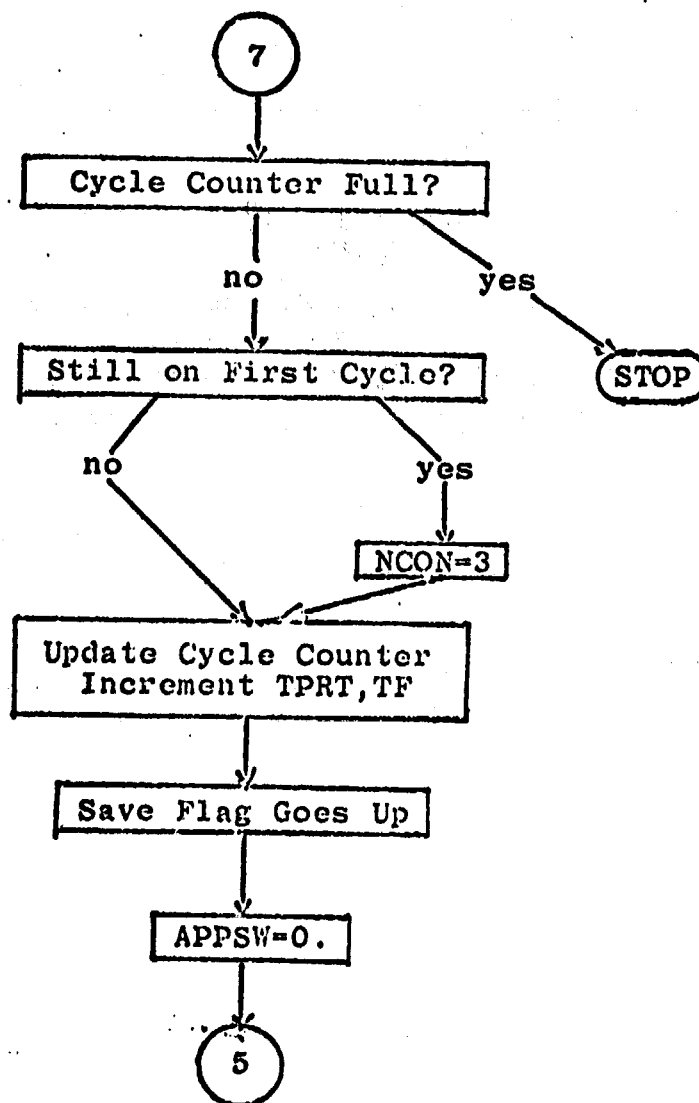 7
Cycle Counter Full?
no
yes
Still on First Cycle?
STOP
no
yes
NCON=3
Update Cycle Counter
Increment TPRT,TF
Save Flag Goes Up
APPSW=0.
5